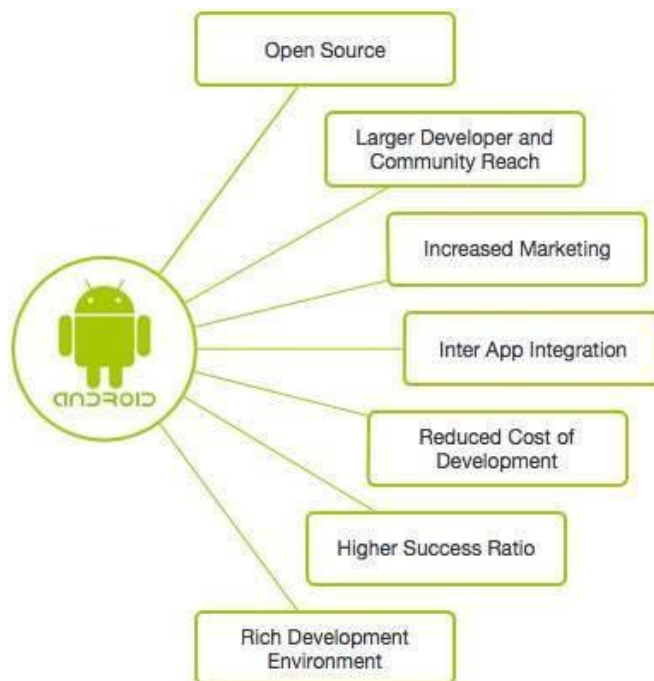 Open Source
Larger Developer and
Community Reach
Increased Marketing
Inter App Integration
ANDROID
Reduced Cost of
Development
Higher Success Ratio
Rich Development
Environment